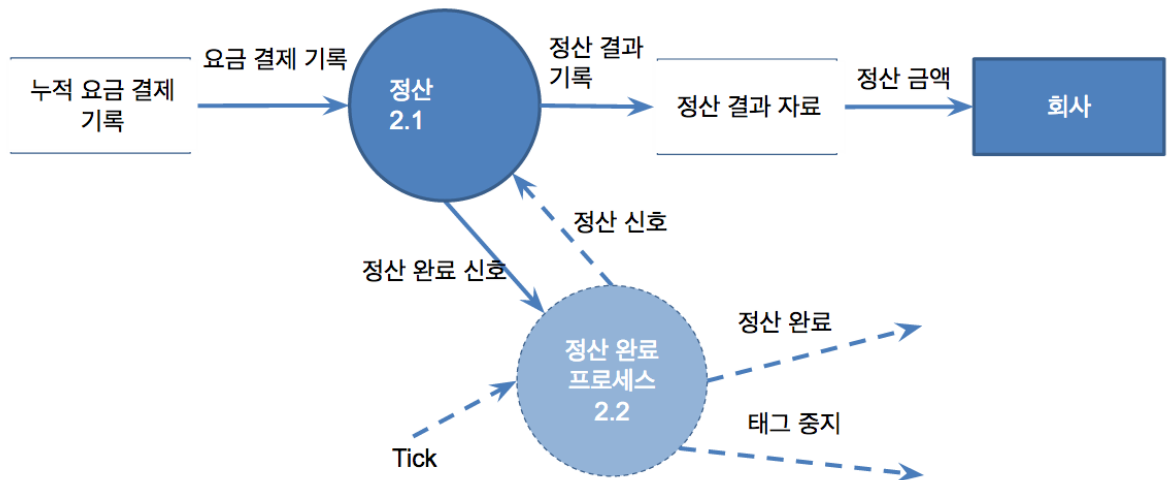 요금 결제 기록
정산 결과
기록
정산 금액
누적 요금 결제
기록
정산
2.1
정산 결과 자료
회사
정산 신호
정산 완료 신호
정산 완료
정산 완료
프로세스
2.2
태그 중지
Tick